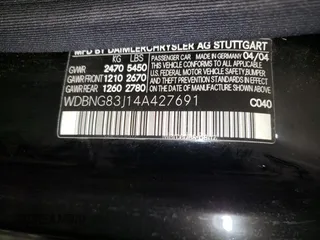 MFD BY DAIMLERCHRYSLER AG STUTTGART
KG LBS
GVWR 2470 5450
GAWR FRONT 1210 2670
GAWR REAR 1260 2780
PASSENGER CAR MADE IN GERMANY 04/04
THIS VEHICLE CONFORMS TO ALL APPLICABLE
U.S. FEDERAL MOTOR VEHICLE SAFETY, BUMPER
AND THEFT PREVENTION STANDARDS IN EFFECT ON
THE DATE OF MANUFACTURE SHOWN ABOVE
WDBNG83J14A427691
C040